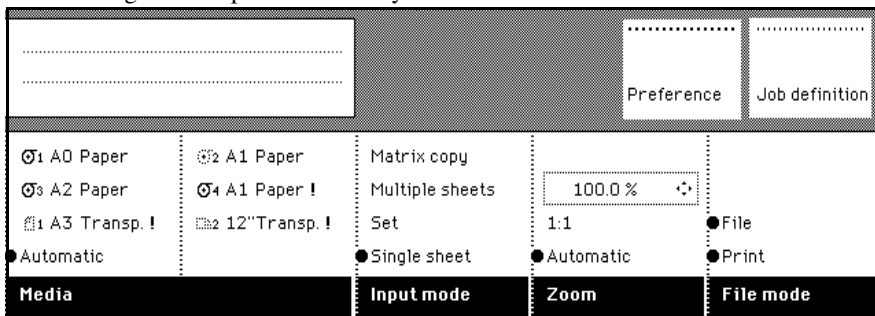 Preference
Job definition
1 A0 Paper
2 A1 Paper
Matrix copy
3 A2 Paper
4 A1 Paper !
Multiple sheets
100.0 %
1 A3 Transp. !
2 12"Transp. !
Set
1:1
File
Automatic
Single sheet
Automatic
Print
Media
Input mode
Zoom
File mode